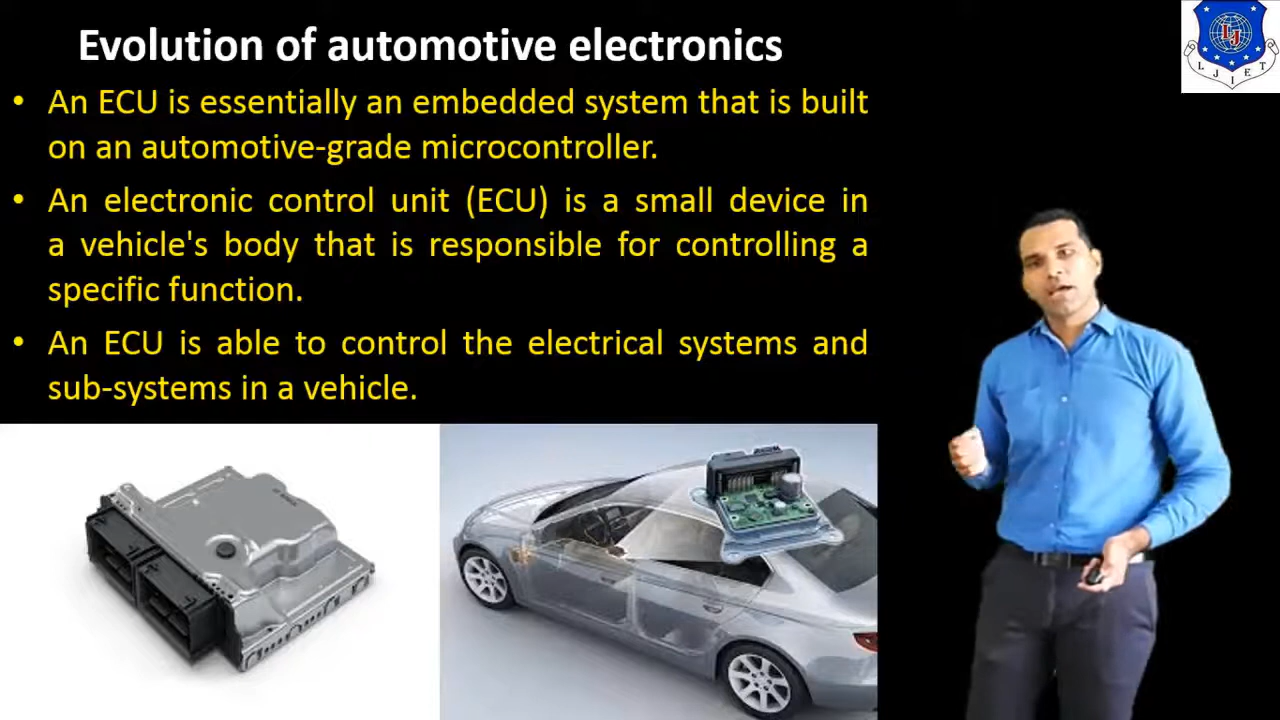 Evolution of automotive electronics
LJIET
• An ECU is essentially an embedded system that is built
on an automotive-grade microcontroller.
• An electronic control unit (ECU) is a small device in
a vehicle's body that is responsible for controlling a
specific function.
• An ECU is able to control the electrical systems and
sub-systems in a vehicle.